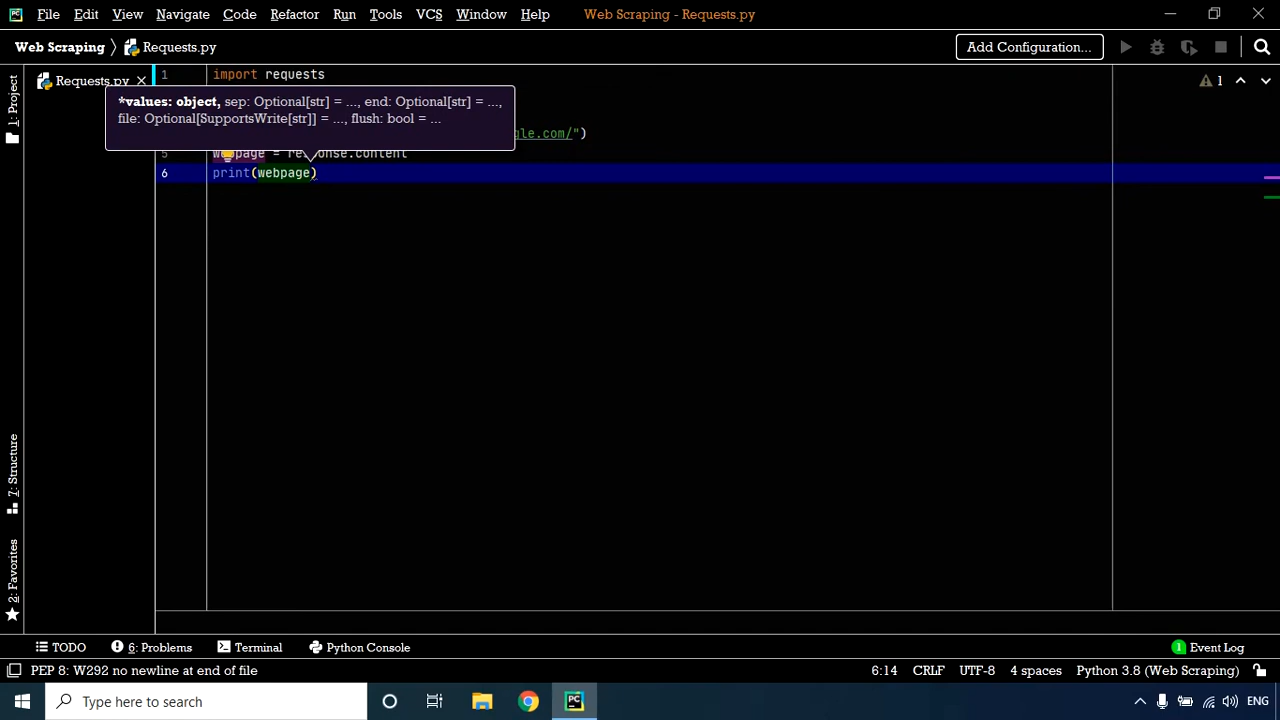 File Edit View Navigate Code Refactor Run Tools VCS Window Help Web Scraping - Requests.py
Web Scraping Requests.py Add Configuration...
1: Project
Requests.py
1 import requests
1
*values: object, sep: Optional[str] = ..., end: Optional[str] = ...,
file: Optional[SupportsWrite[str]] = ..., flush: bool = ...
gle.com/")
5 webpage = response.content
6 print(webpage)
7: Structure
2: Favorites
TODO 6: Problems Terminal Python Console 1 Event Log
PEP 8: W292 no newline at end of file 6:14 CRLF UTF-8 4 spaces Python 3.8 (Web Scraping)
Type here to search PC ENG